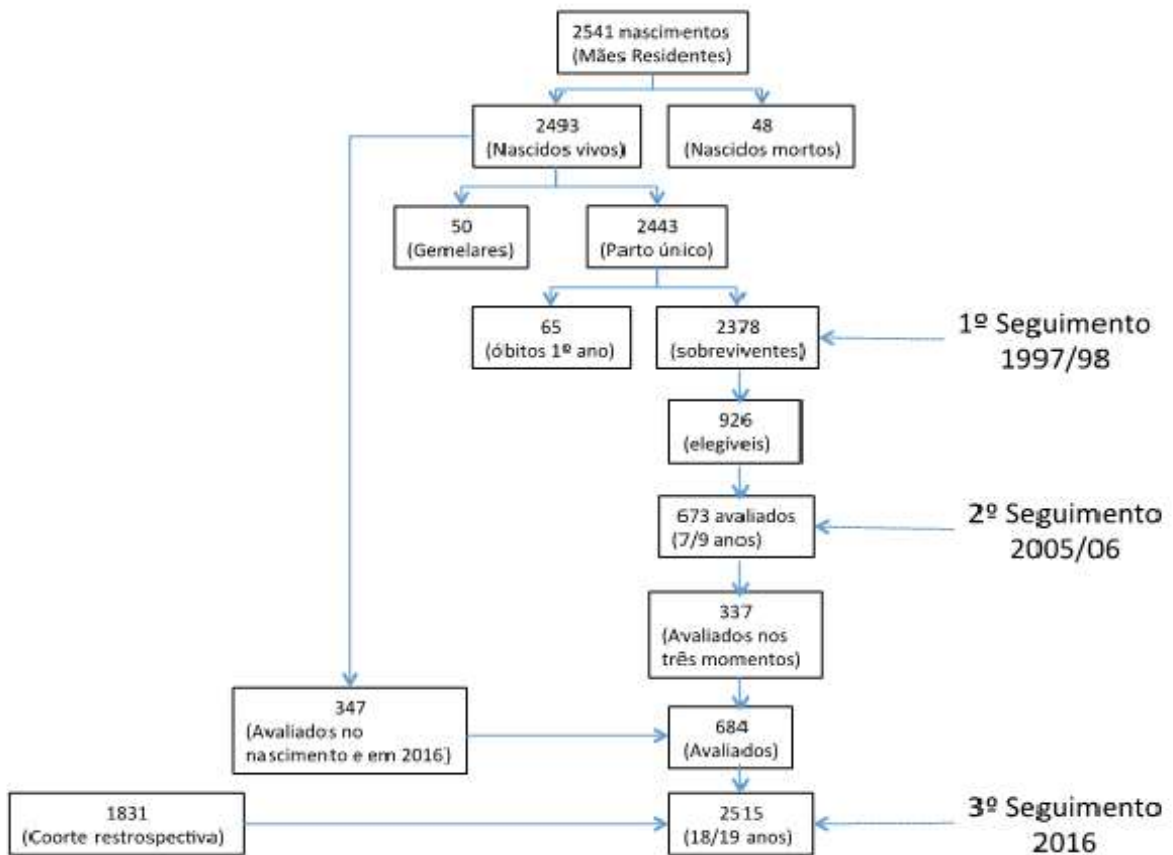 2541 nascimentos
(Mães Residentes)
2493
(Nascidos vivos)
48
(Nascidos mortos)
50
(Gemelares)
2443
(Parto único)
65
(óbitos 1º ano)
2378
(sobreviventes)
1º Seguimento
1997/98
926
(elegíveis)
673 avaliados
(7/9 anos)
2º Seguimento
2005/06
337
(Avaliados nos
três momentos)
347
(Avaliados no
nascimento e em 2016)
684
(Avaliados)
1831
(Coorte restrospectiva)
2515
(18/19 anos)
3º Seguimento
2016